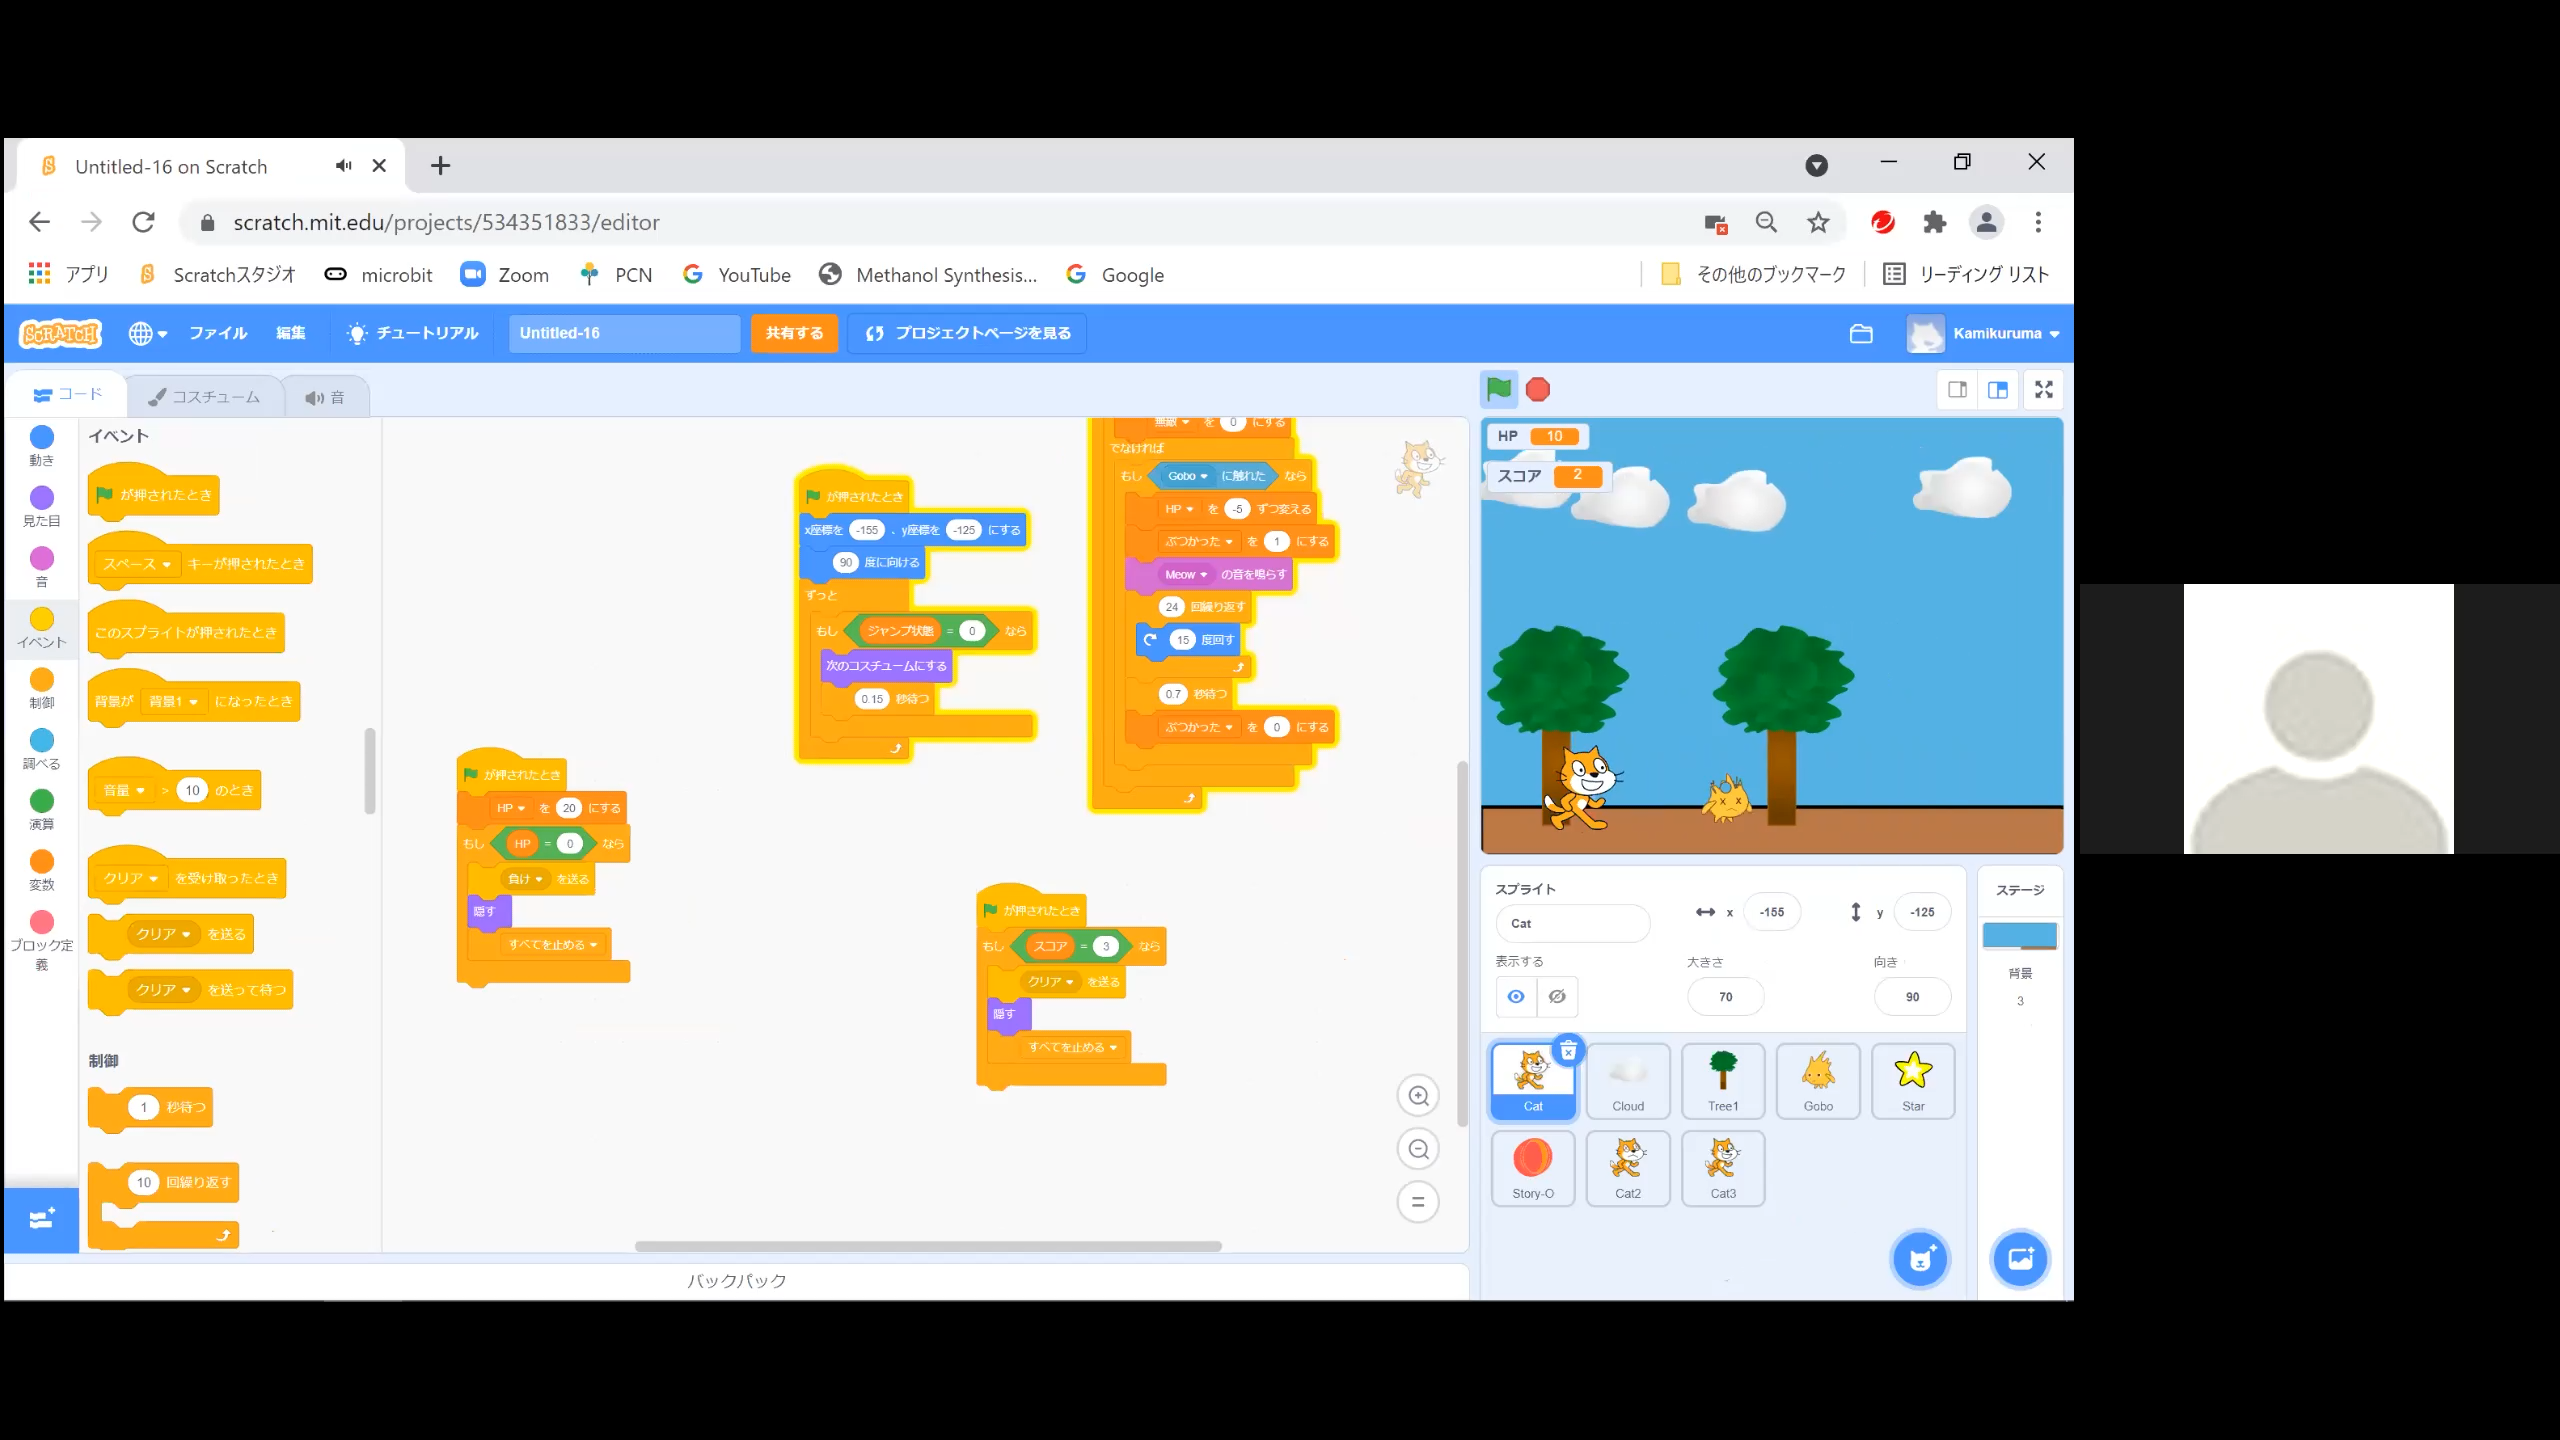 Untitled-16 on Scratch
scratch.mit.edu/projects/534351833/editor
アプリ Scratchスタジオ microbit Zoom PCN YouTube Methanol Synthesis... Google その他のブックマーク リーディング リスト
SCRATCH ファイル 編集 チュートリアル Untitled-16 共有する プロジェクトページを見る Kamikuruma
コード コスチューム 音
動き
見た目
音
イベント
制御
調べる
演算
変数
ブロック定
義
イベント
が押されたとき
スペース キーが押されたとき
このスプライトが押されたとき
背景が 背景1 になったとき
音量 > 10 のとき
クリア を受け取ったとき
クリア を送る
クリア を送って待つ
制御
1 秒待つ
10 回繰り返す
が押されたとき
HP を 20 にする
もし HP = 0 なら
負け を送る
隠す
すべてを止める
が押されたとき
x座標を -155 、y座標を -125 にする
90 度に向ける
ずっと
もし ジャンプ状態 = 0 なら
次のコスチュームにする
0.15 秒待つ
無敵 を 0 にする
でなければ
もし Gobo に触れた なら
HP を -5 ずつ変える
ぶつかった を 1 にする
Meow の音を鳴らす
24 回繰り返す
15 度回す
0.7 秒待つ
ぶつかった を 0 にする
が押されたとき
もし スコア = 3 なら
クリア を送る
隠す
すべてを止める
バックパック
HP 10
スコア 2
スプライト
Cat x -155 y -125
表示する 大きさ 向き
70 90
Cat Cloud Tree1 Gobo Star
Story-O Cat2 Cat3
ステージ
背景
3